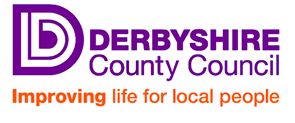 DERBYSHIRE
County Council
Improving life for local people